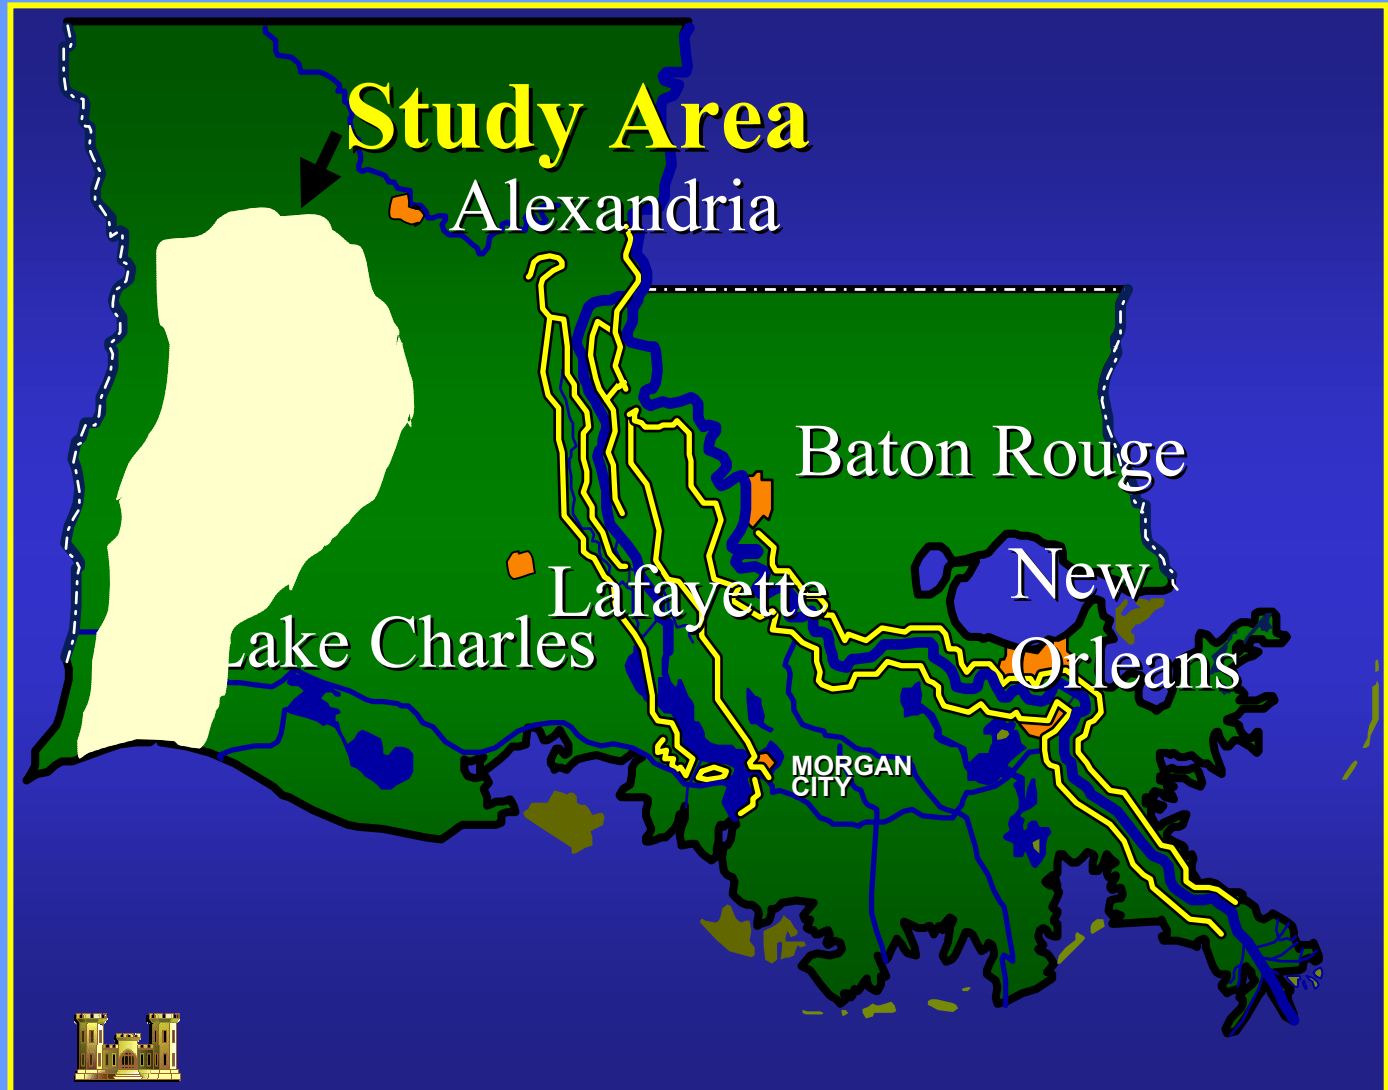 Study Area
Alexandria
Baton Rouge
New
Orleans
Lafayette
Lake Charles
MORGAN
CITY